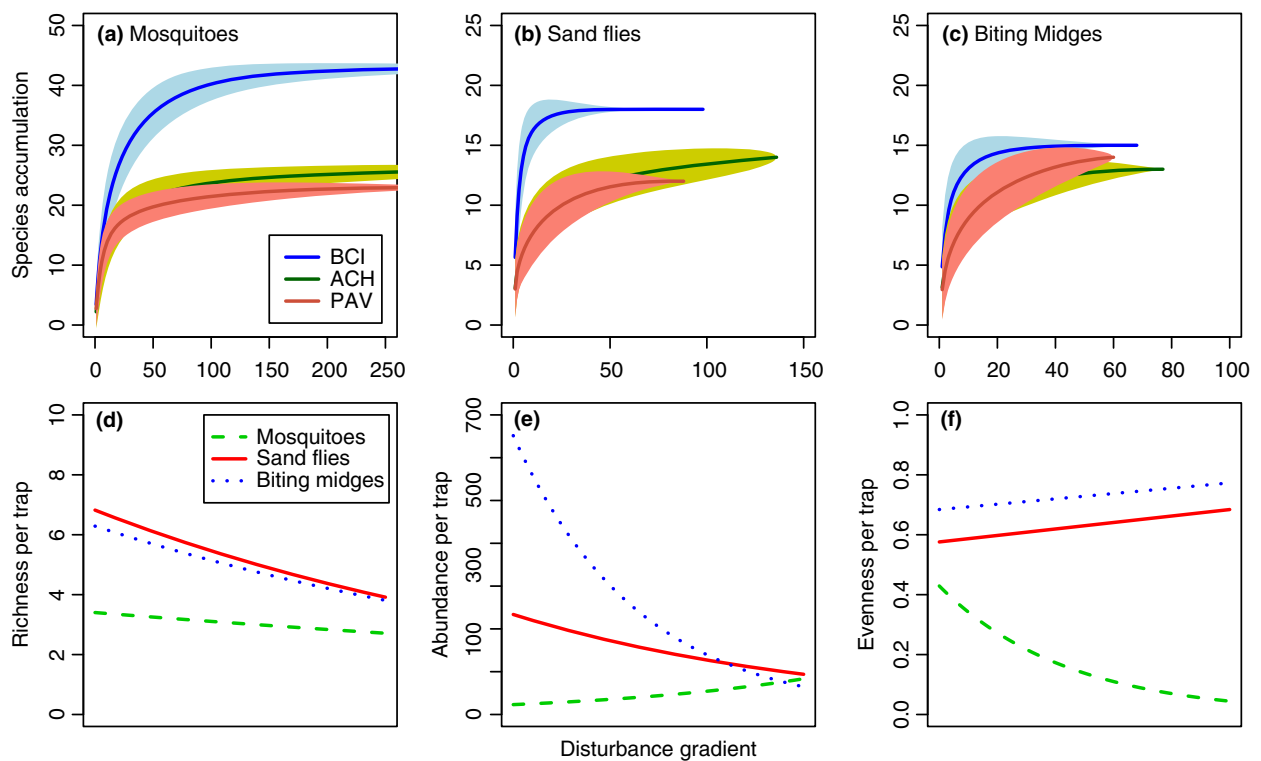 (a) Mosquitoes
Species accumulation
0 10 20 30 40 50
0 50 100 150 200 250
BCI
ACH
PAV
(b) Sand flies
0 5 10 15 20 25
0 50 100 150
(c) Biting Midges
0 5 10 15 20 25
0 20 40 60 80 100
(d)
Richness per trap
0 2 4 6 8 10
Mosquitoes
Sand flies
Biting midges
(e)
Abundance per trap
0 100 300 500 700
(f)
Evenness per trap
0.0 0.2 0.4 0.6 0.8 1.0
Disturbance gradient